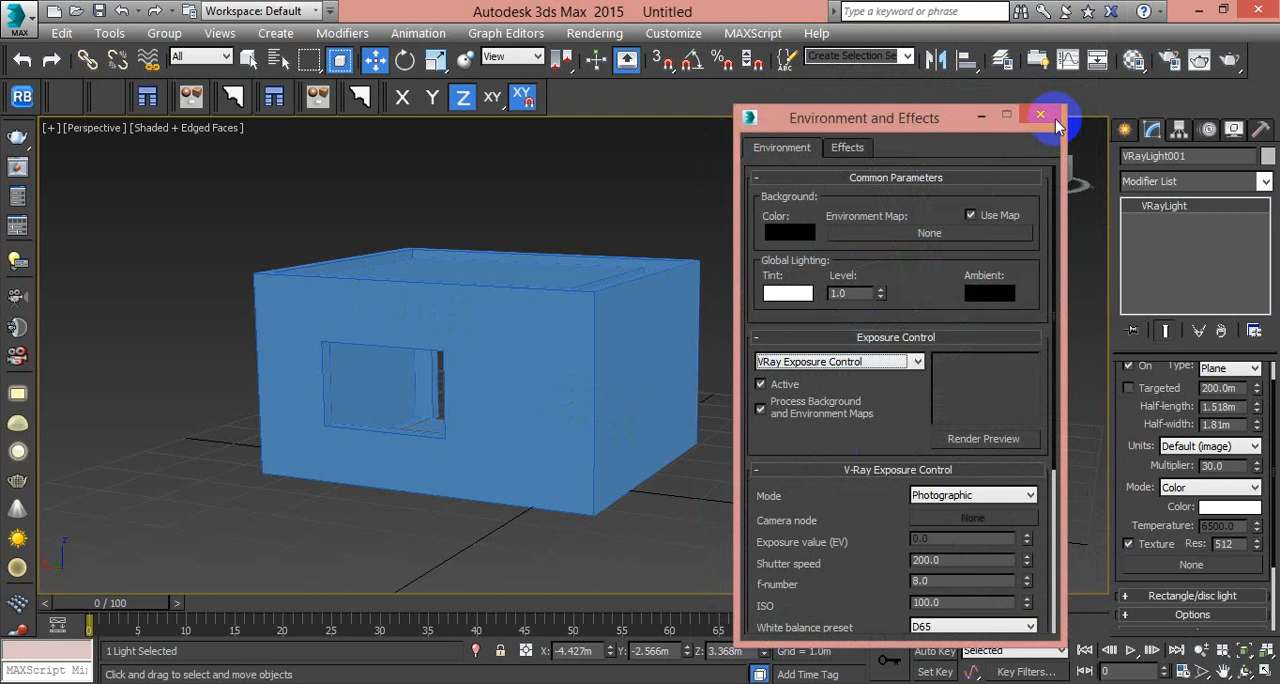 MAX
Workspace: Default
Autodesk 3ds Max 2015 Untitled
Type a keyword or phrase
Edit Tools Group Views Create Modifiers Animation Graph Editors Rendering Customize MAXScript Help
All
View
3
Create Selection Se
RB
X Y Z XY XY
[+] [Perspective] [Shaded + Edged Faces]
Environment and Effects
Environment Effects
Common Parameters
Background:
Color: Environment Map: Use Map
None
Global Lighting:
Tint: Level: Ambient:
1.0
Exposure Control
VRay Exposure Control
Active
Process Background
and Environment Maps
Render Preview
V-Ray Exposure Control
Mode Photographic
Camera node None
Exposure value (EV) 0.0
Shutter speed 200.0
f-number 8.0
ISO 100.0
White balance preset D65
VRayLight001
Modifier List
VRayLight
On Type: Plane
Targeted 200.0m
Half-length: 1.518m
Half-width: 1.81m
Units: Default (image)
Multiplier: 30.0
Mode: Color
Color:
Temperature: 6500.0
Texture Res: 512
None
+ Rectangle/disc light
+ Options
z
x
< 0 / 100 >
0 5 10 15 20 25 30 35 40 45 50 55 60 65
1 Light Selected
X: -4.427m Y: -2.566m Z: 3.368m Grid = 1.0m
Auto Key Selected
MAXScript Mi
Click and drag to select and move objects
Add Time Tag
Set Key Key Filters...
0